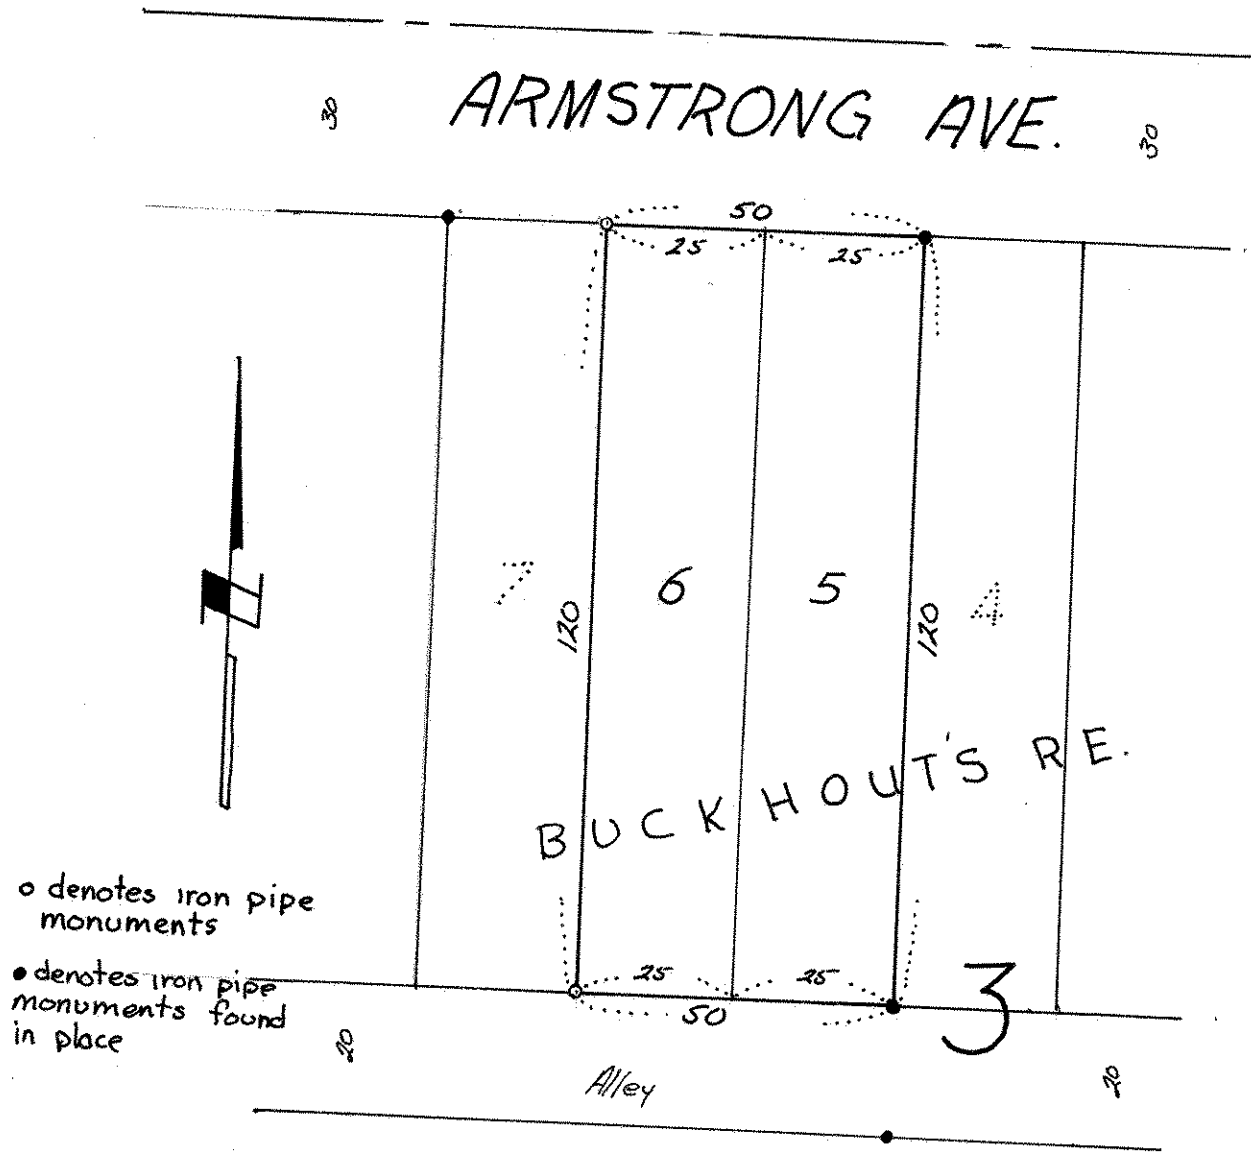 ARMSTRONG AVE.
30
30
50
25
25
7
6
5
4
120
120
BUCKHOUT'S R E.
o denotes iron pipe
monuments
● denotes iron pipe
monuments found
in place
25
25
50
3
20
20
Alley